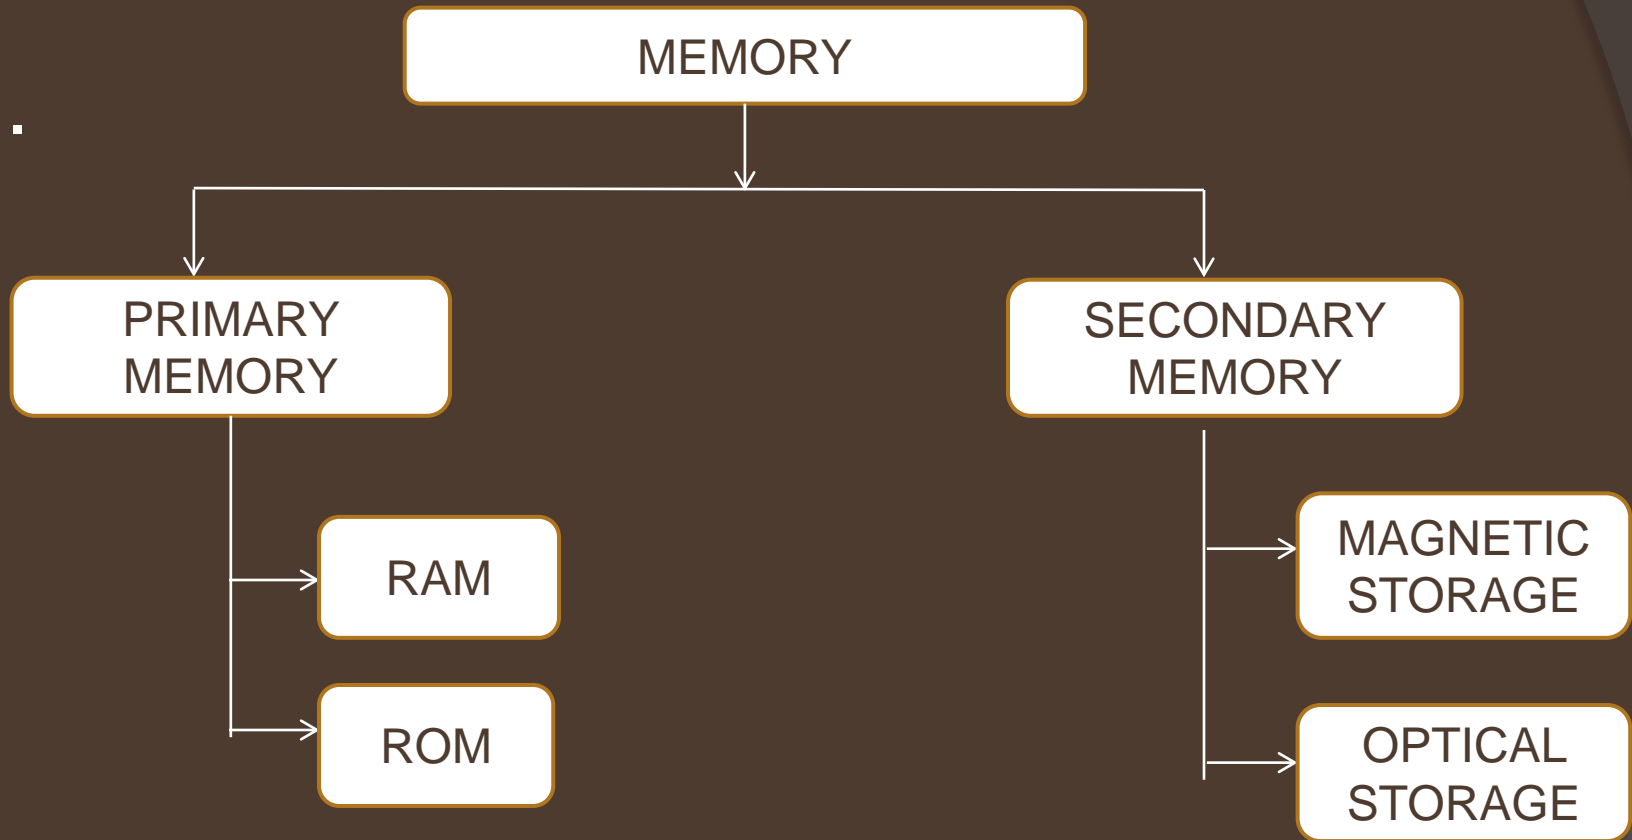 MEMORY
PRIMARY
MEMORY
SECONDARY
MEMORY
RAM
ROM
MAGNETIC
STORAGE
OPTICAL
STORAGE